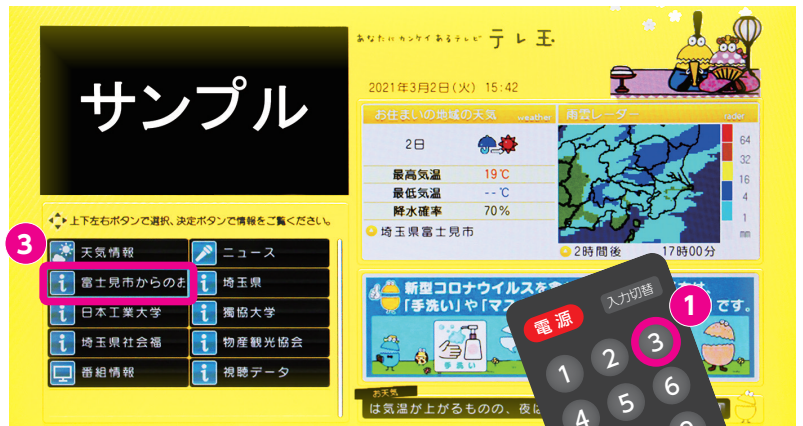 サンプル
あなたにカンケイあるテレビ テレ玉
2021年3月2日(火) 15:42
お住まいの地域の天気 weather
2日
最高気温 19℃
最低気温 --℃
降水確率 70%
埼玉県富士見市
雨雲レーダー rader
64
32
16
4
1
mm
2時間後 17時00分
上下左右ボタンで選択、決定ボタンで情報をご覧ください。
3
天気情報
ニュース
富士見市からのお
埼玉県
日本工業大学
獨協大学
埼玉県社会福
物産観光協会
番組情報
視聴データ
新型コロナウイルスを
「手洗い」や「マス
は、
です。
手洗い
お天気
は気温が上がるものの、夜は
電源
入力切替
1
1
2
3
4
5
6